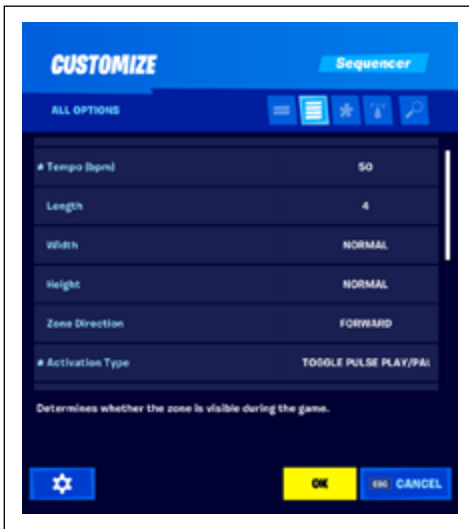 CUSTOMIZE
Sequencer
ALL OPTIONS
* Tempo (bpm) 50
Length 4
Width NORMAL
Height NORMAL
Zone Direction FORWARD
* Activation Type TOGGLE PULSE PLAY/PAU
Determines whether the zone is visible during the game.
OK
ESC CANCEL